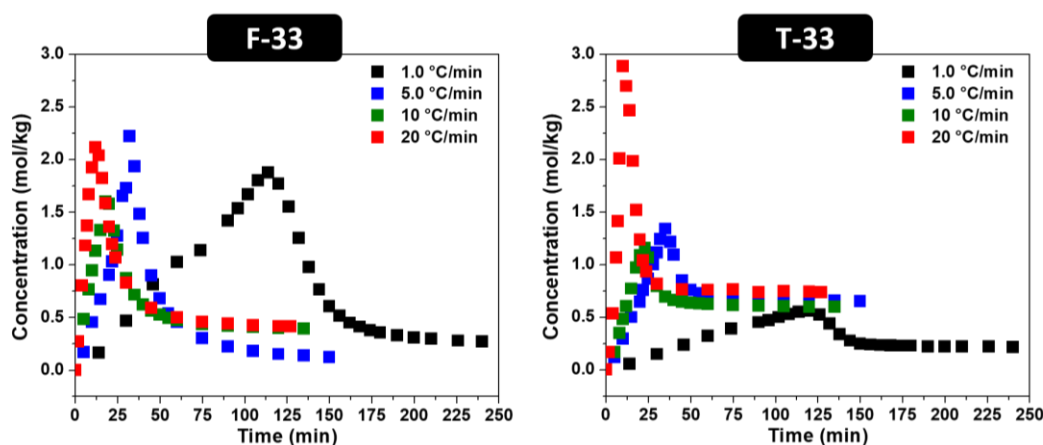 F-33
3.0
2.5
2.0
1.5
1.0
0.5
0.0
Concentration (mol/kg)
1.0 °C/min
5.0 °C/min
10 °C/min
20 °C/min
0 25 50 75 100 125 150 175 200 225 250
Time (min)
T-33
3.0
2.5
2.0
1.5
1.0
0.5
0.0
Concentration (mol/kg)
1.0 °C/min
5.0 °C/min
10 °C/min
20 °C/min
0 25 50 75 100 125 150 175 200 225 250
Time (min)